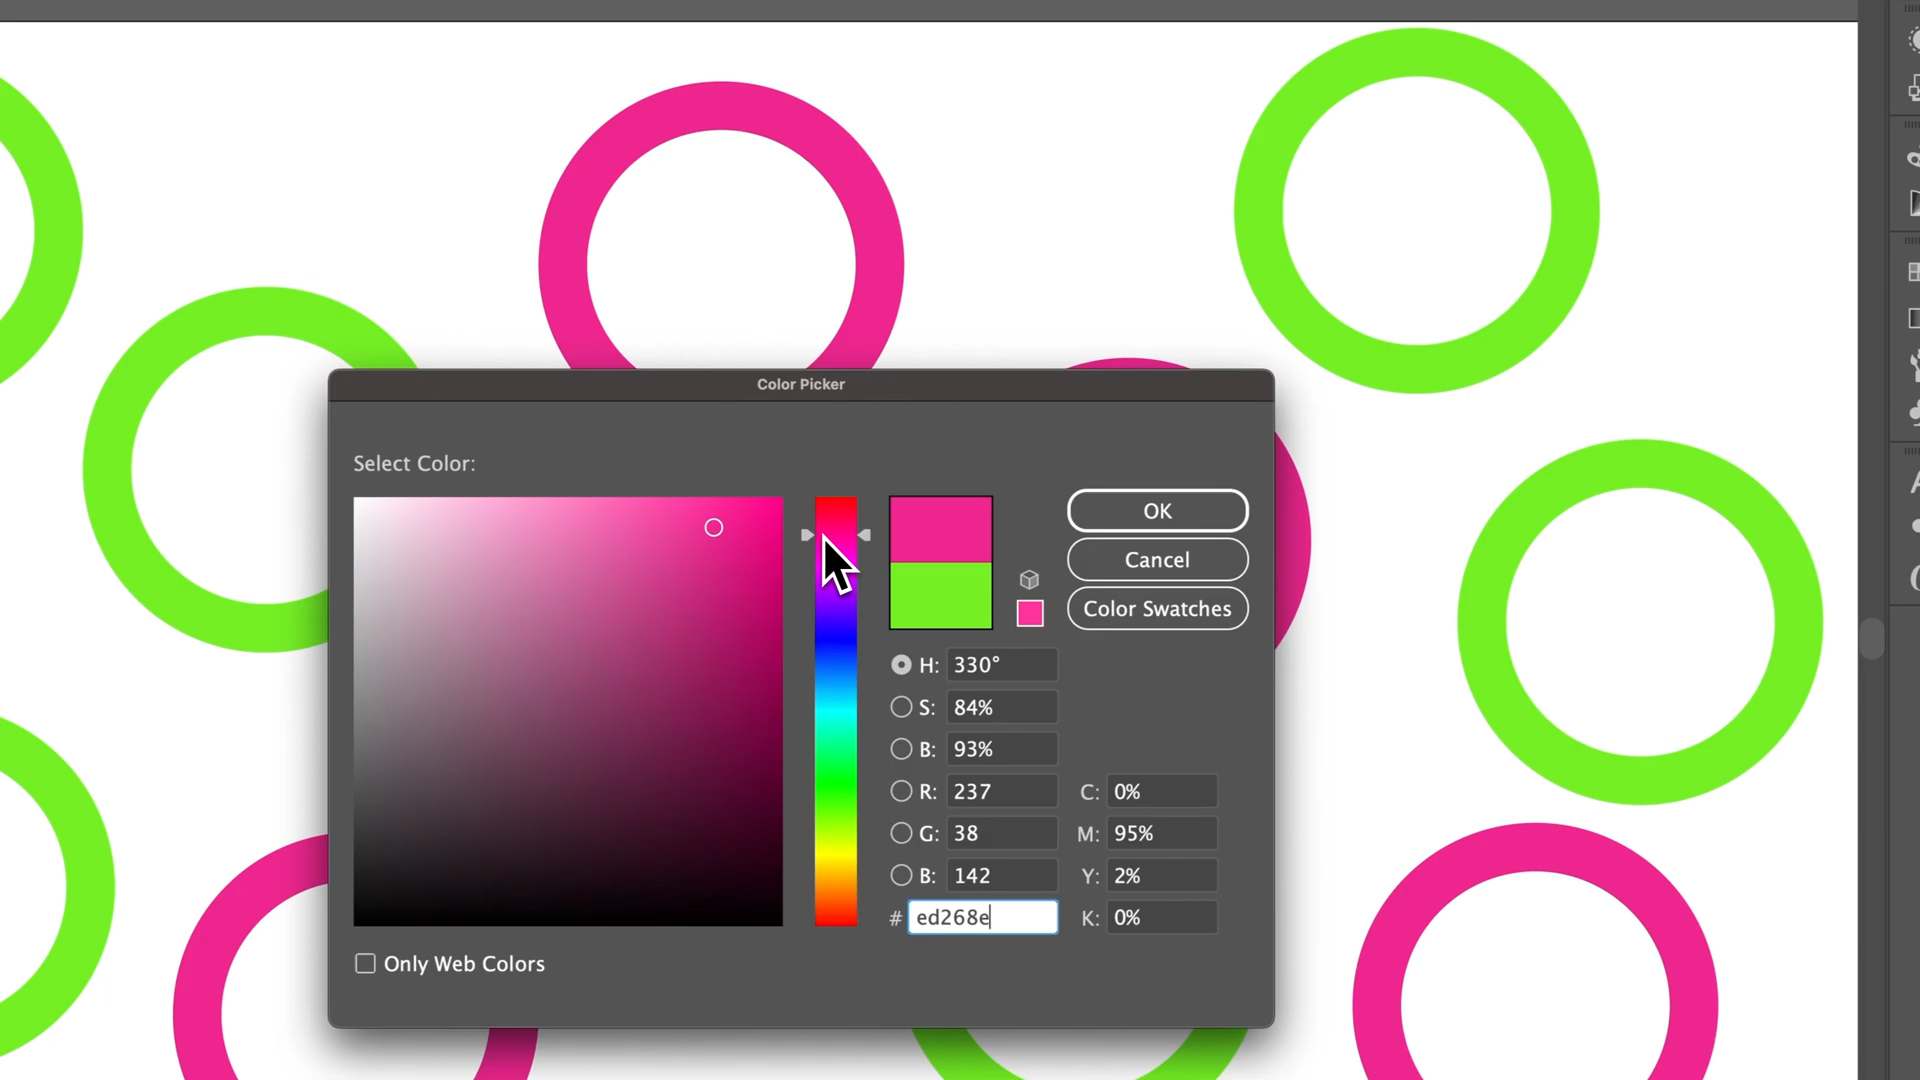 Color Picker
Select Color:
OK
Cancel
Color Swatches
H: 330°
S: 84%
B: 93%
R: 237
C: 0%
G: 38
M: 95%
B: 142
Y: 2%
# ed268e
K: 0%
Only Web Colors